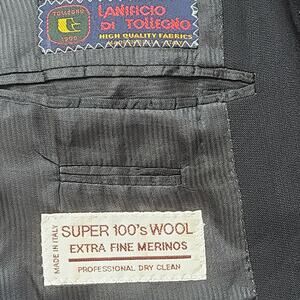 TOLLEGNO
1900
LANIFICIO
DI TOLLEGNO
HIGH QUALITY FABRICS
MADE IN ITALY
SUPER 100's WOOL
EXTRA FINE MERINOS
PROFESSIONAL DRY CLEAN